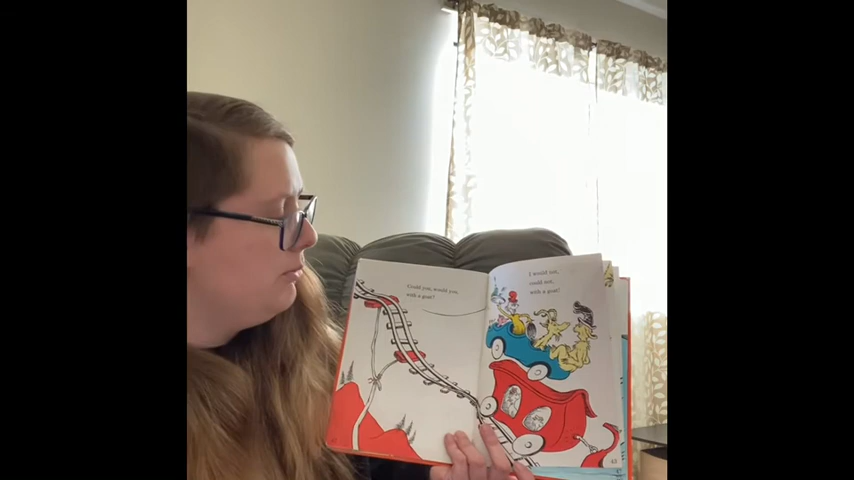 Could you, would you,
with a goat?
I would not,
could not,
with a goat!